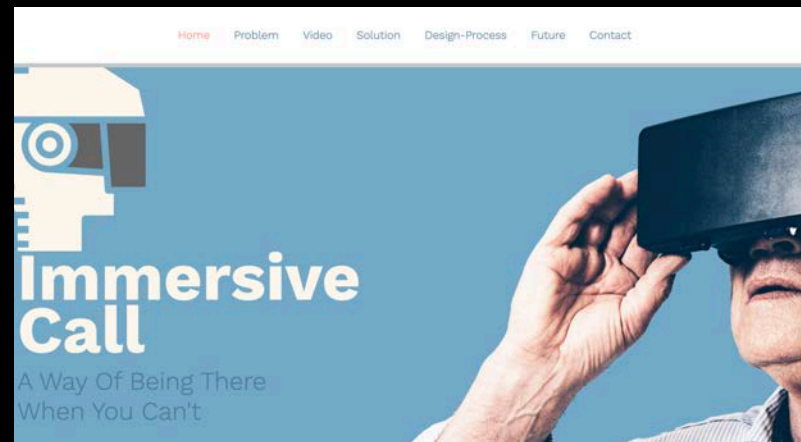 Home Problem Video Solution Design-Process Future Contact
Immersive
Call
A Way Of Being There
When You Can't